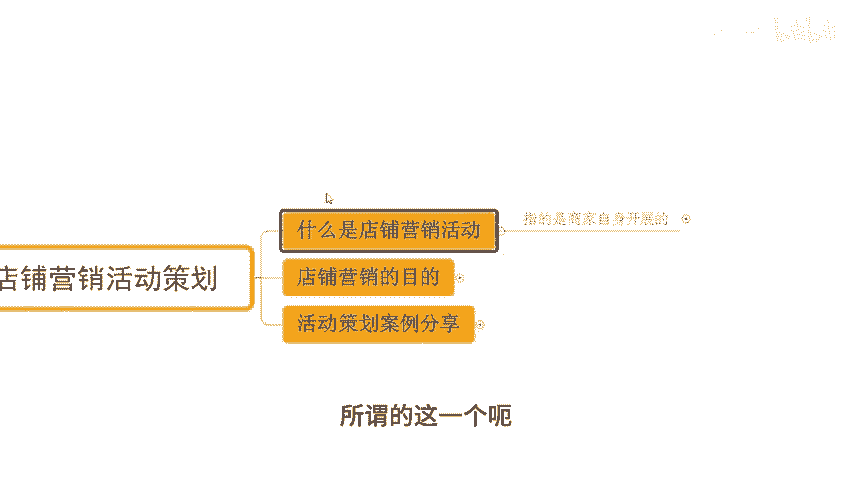 什么是店铺营销活动
指的是商家自身开展的
店铺营销活动策划
店铺营销的目的
活动策划案例分享
所谓的这一个呃